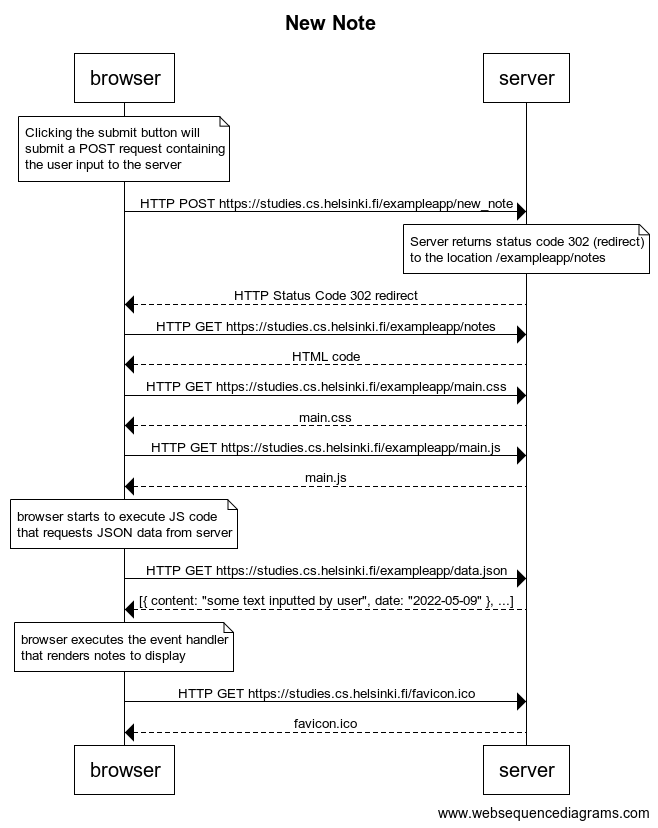 New Note
browser
server
Clicking the submit button will
submit a POST request containing
the user input to the server
HTTP POST https://studies.cs.helsinki.fi/exampleapp/new_note
Server returns status code 302 (redirect)
to the location /exampleapp/notes
HTTP Status Code 302 redirect
HTTP GET https://studies.cs.helsinki.fi/exampleapp/notes
HTML code
HTTP GET https://studies.cs.helsinki.fi/exampleapp/main.css
main.css
HTTP GET https://studies.cs.helsinki.fi/exampleapp/main.js
main.js
browser starts to execute JS code
that requests JSON data from server
HTTP GET https://studies.cs.helsinki.fi/exampleapp/data.json
[{ content: "some text inputted by user", date: "2022-05-09" }, ...]
browser executes the event handler
that renders notes to display
HTTP GET https://studies.cs.helsinki.fi/favicon.ico
favicon.ico
browser
server
www.websequencediagrams.com